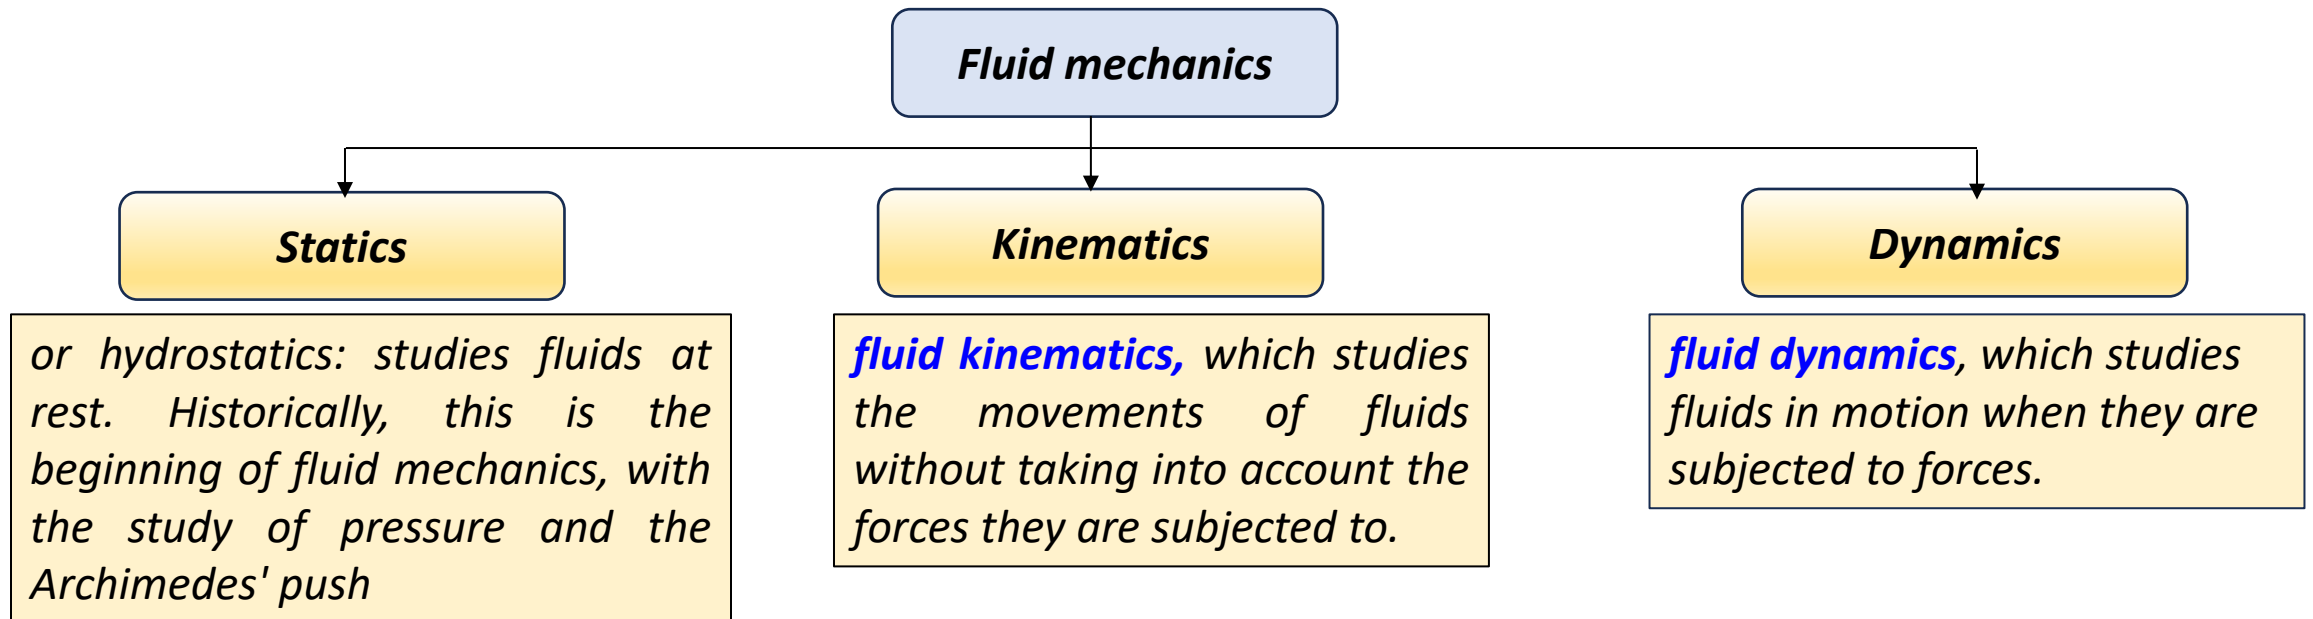 Fluid mechanics
Statics
Kinematics
Dynamics
or hydrostatics: studies fluids at
rest. Historically, this is the
beginning of fluid mechanics, with
the study of pressure and the
Archimedes' push
fluid kinematics, which studies
the movements of fluids
without taking into account the
forces they are subjected to.
fluid dynamics, which studies
fluids in motion when they are
subjected to forces.